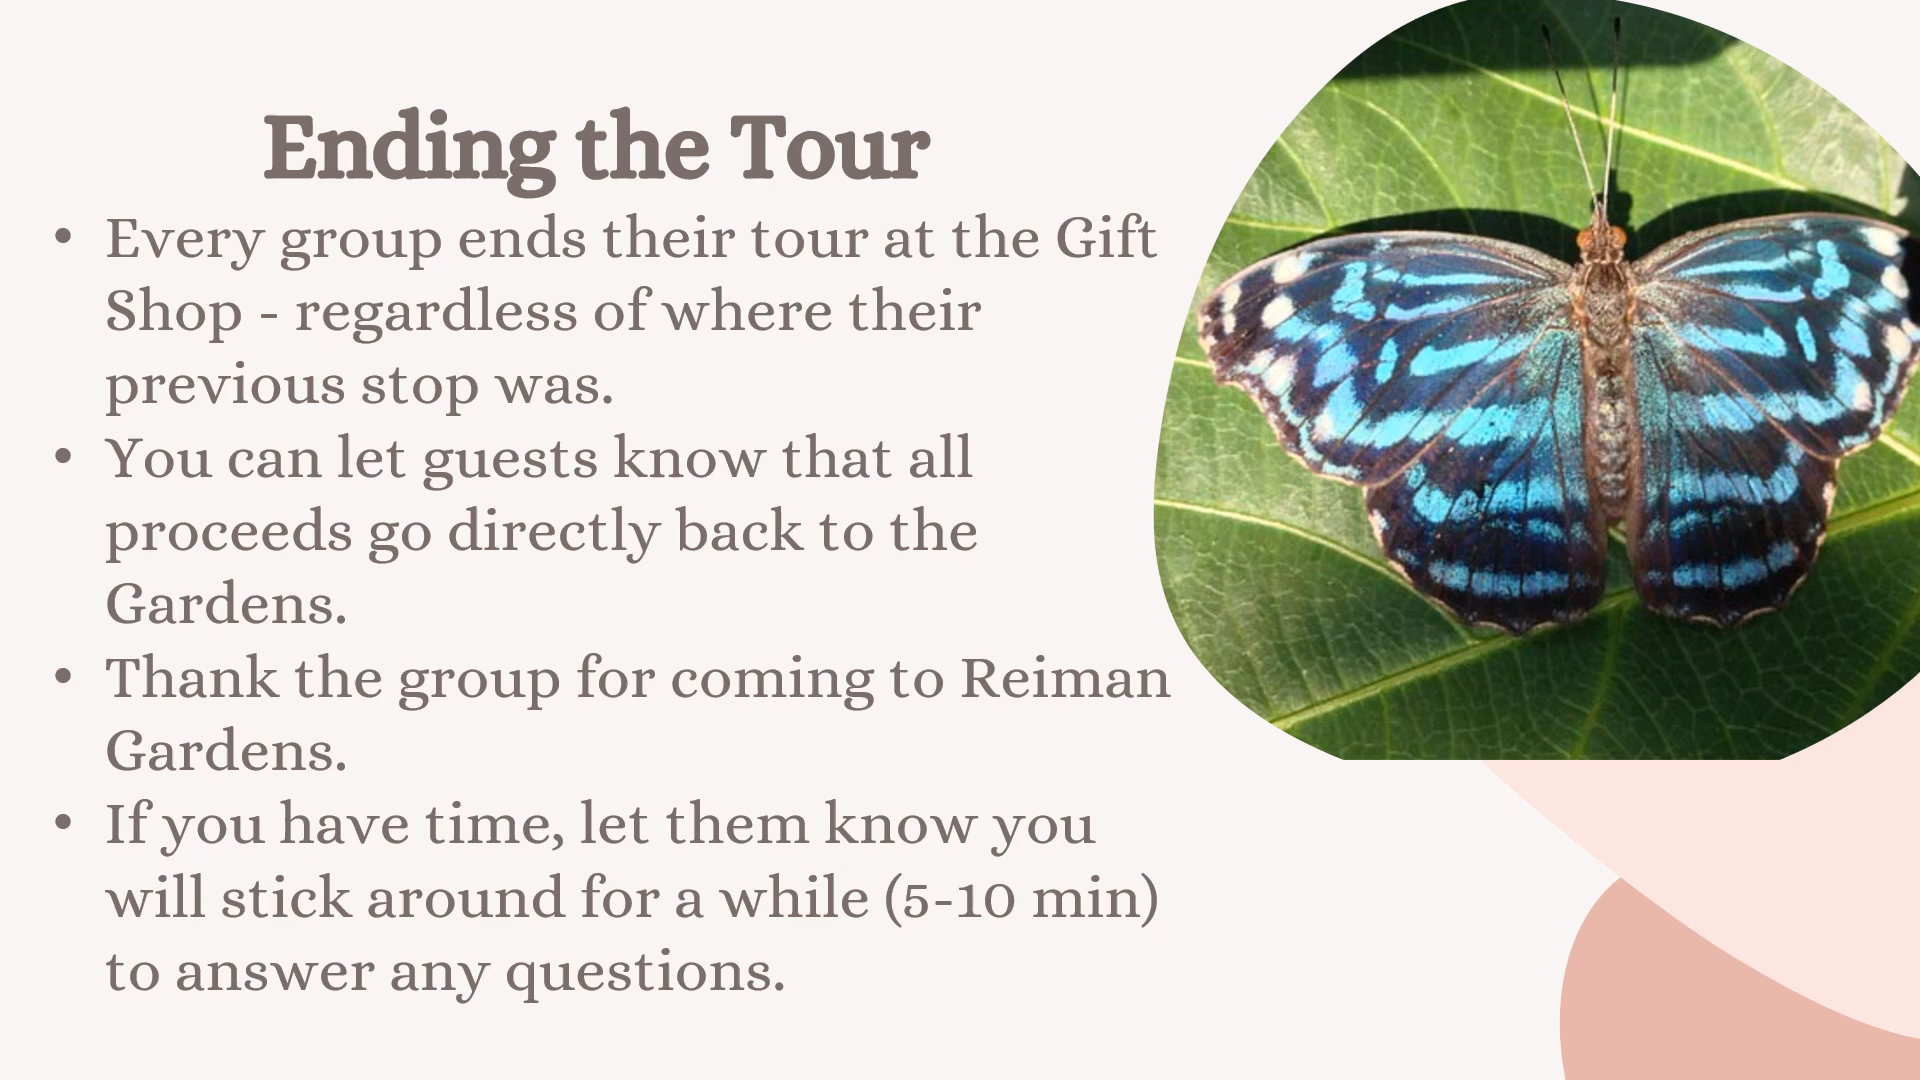 Ending the Tour
• Every group ends their tour at the Gift
Shop - regardless of where their
previous stop was.
• You can let guests know that all
proceeds go directly back to the
Gardens.
• Thank the group for coming to Reiman
Gardens.
• If you have time, let them know you
will stick around for a while (5-10 min)
to answer any questions.